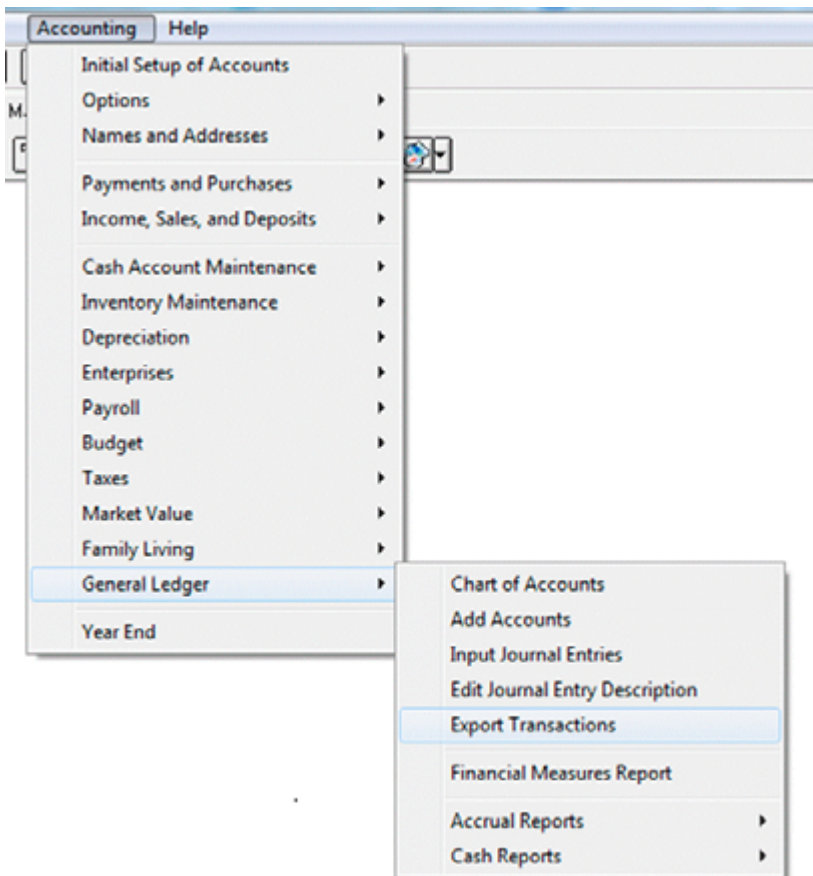 Accounting Help
M.
Initial Setup of Accounts
Options
Names and Addresses
Payments and Purchases
Income, Sales, and Deposits
Cash Account Maintenance
Inventory Maintenance
Depreciation
Enterprises
Payroll
Budget
Taxes
Market Value
Family Living
General Ledger
Year End
Chart of Accounts
Add Accounts
Input Journal Entries
Edit Journal Entry Description
Export Transactions
Financial Measures Report
Accrual Reports
Cash Reports